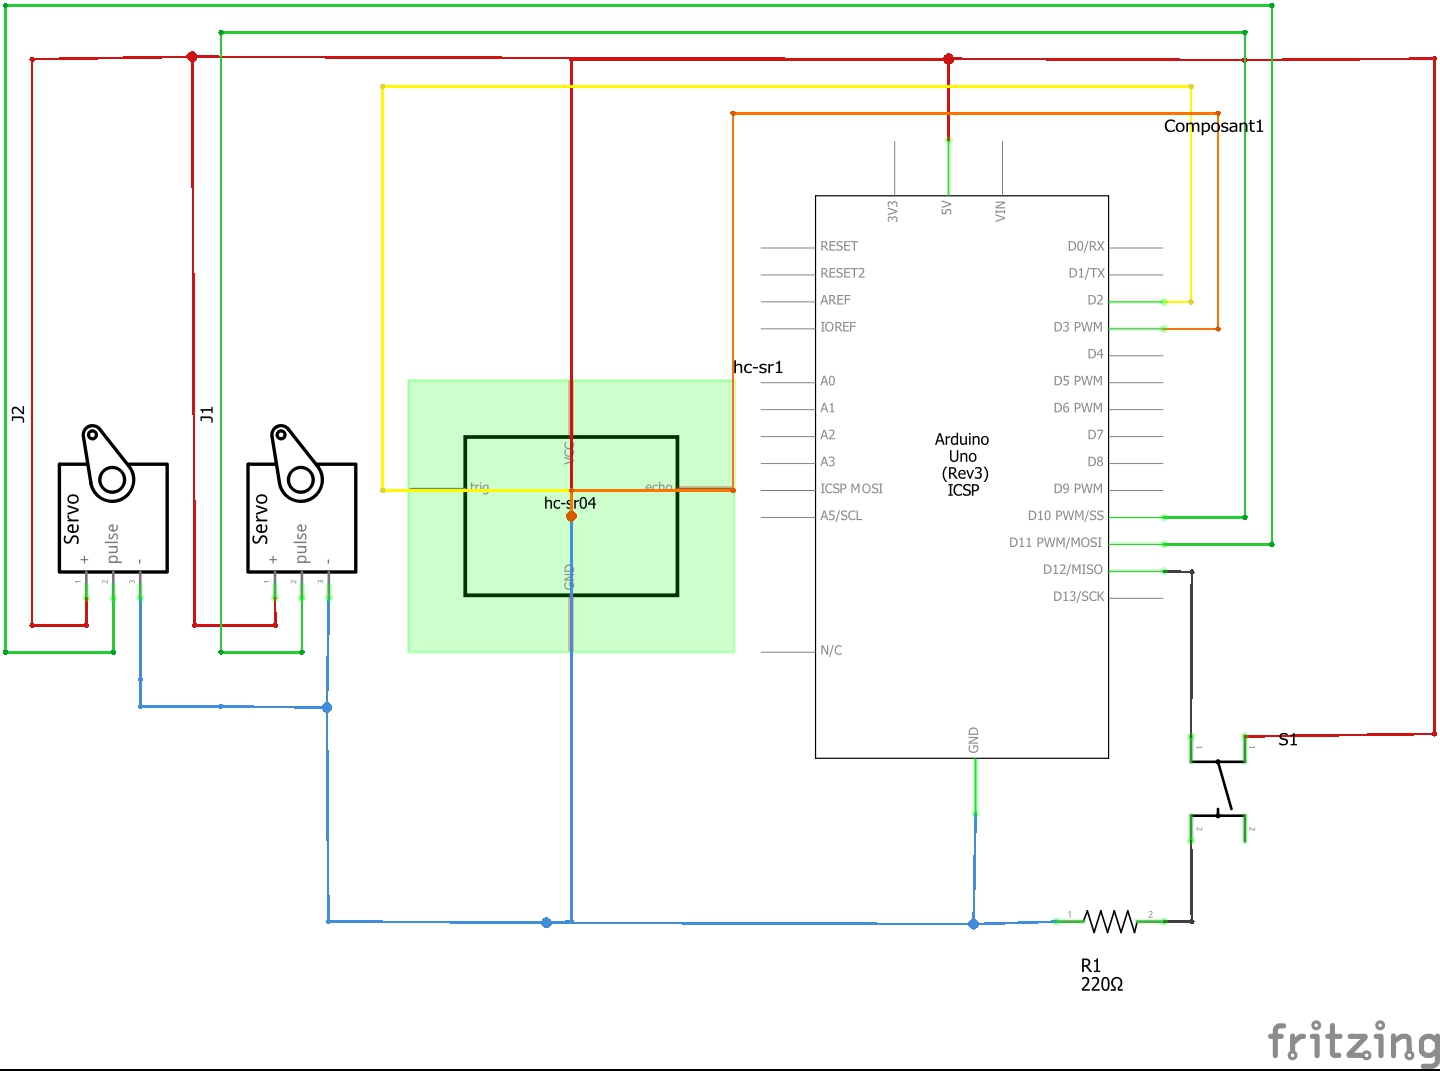 Composant1
3V3
5V
VIN
RESET
RESET2
AREF
IOREF
A0
A1
A2
A3
ICSP MOSI
A5/SCL
N/C
D0/RX
D1/TX
D2
D3 PWM
D4
D5 PWM
D6 PWM
D7
D8
D9 PWM
D10 PWM/SS
D11 PWM/MOSI
D12/MISO
D13/SCK
GND
Arduino
Uno
(Rev3)
ICSP
hc-sr1
VCC
trig
echo
hc-sr04
GND
J2
Servo
+
pulse
-
1
2
3
J1
Servo
+
pulse
-
1
2
3
S1
1
1
2
2
1
2
R1
220Ω
fritzing